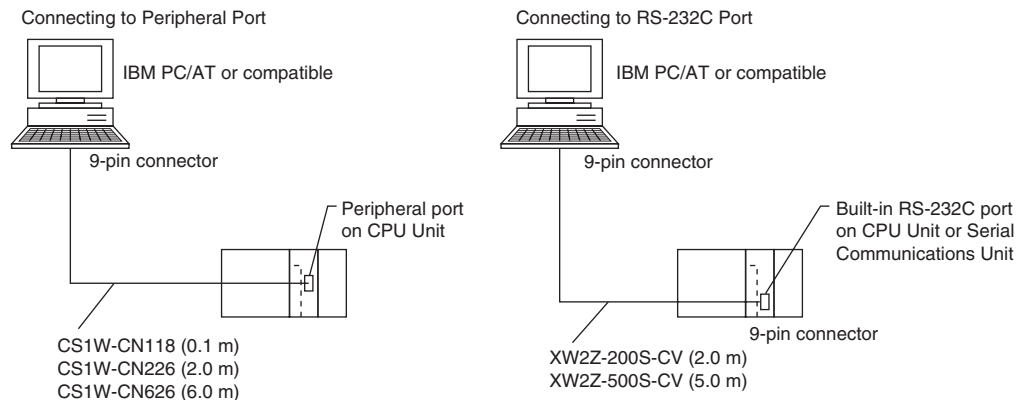 Connecting to Peripheral Port
IBM PC/AT or compatible
9-pin connector
Peripheral port
on CPU Unit
CS1W-CN118 (0.1 m)
CS1W-CN226 (2.0 m)
CS1W-CN626 (6.0 m)
Connecting to RS-232C Port
IBM PC/AT or compatible
9-pin connector
Built-in RS-232C port
on CPU Unit or Serial
Communications Unit
9-pin connector
XW2Z-200S-CV (2.0 m)
XW2Z-500S-CV (5.0 m)